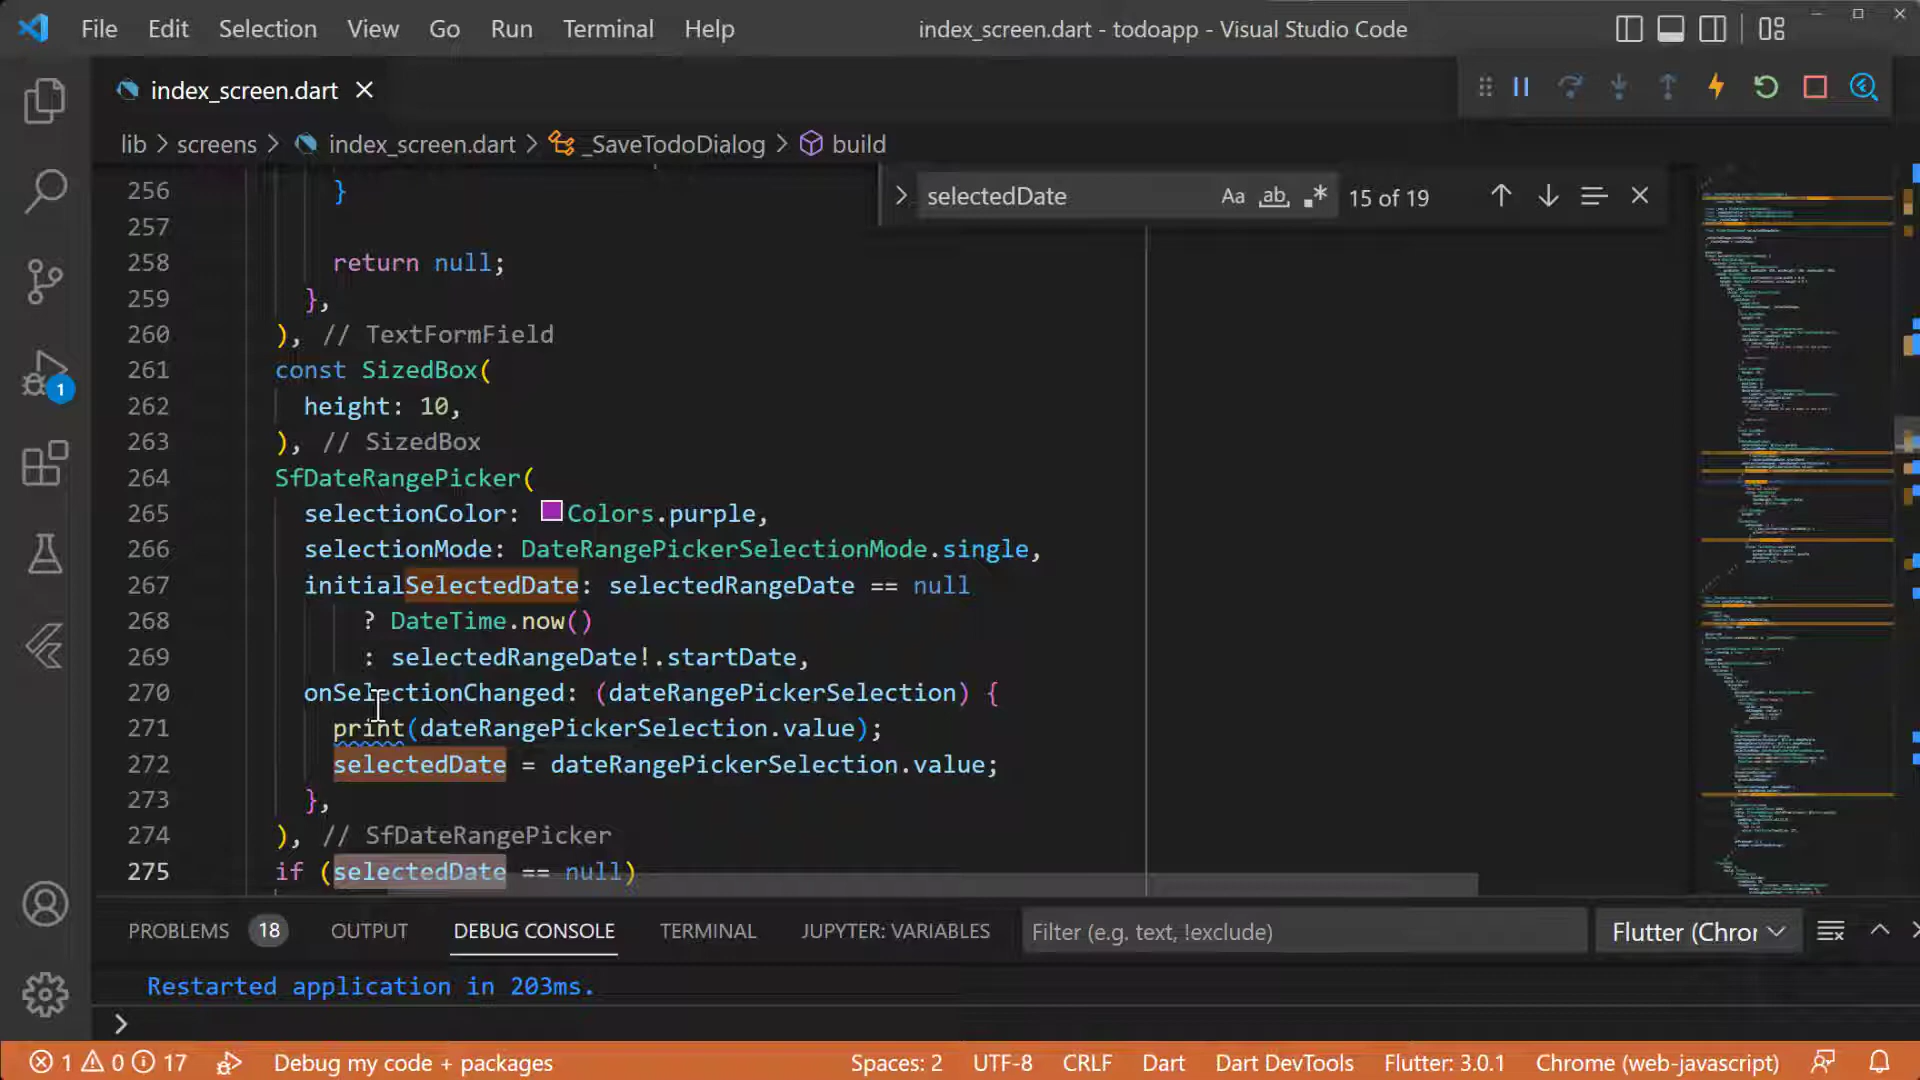 File Edit Selection View Go Run Terminal Help index_screen.dart - todoapp - Visual Studio Code
index_screen.dart
lib > screens > index_screen.dart > _SaveTodoDialog > build
selectedDate Aa ab 15 of 19
256 }
257
258 return null;
259 },
260 ), // TextFormField
261 const SizedBox(
262 height: 10,
263 ), // SizedBox
264 SfDateRangePicker(
265 selectionColor: Colors.purple,
266 selectionMode: DateRangePickerSelectionMode.single,
267 initialSelectedDate: selectedRangeDate == null
268 ? DateTime.now()
269 : selectedRangeDate!.startDate,
270 onSelectionChanged: (dateRangePickerSelection) {
271 print(dateRangePickerSelection.value);
272 selectedDate = dateRangePickerSelection.value;
273 },
274 ), // SfDateRangePicker
275 if (selectedDate == null)
1
PROBLEMS 18 OUTPUT DEBUG CONSOLE TERMINAL JUPYTER: VARIABLES Filter (e.g. text, !exclude) Flutter (Chror
Restarted application in 203ms.
>
1 0 17 Debug my code + packages Spaces: 2 UTF-8 CRLF Dart Dart DevTools Flutter: 3.0.1 Chrome (web-javascript)